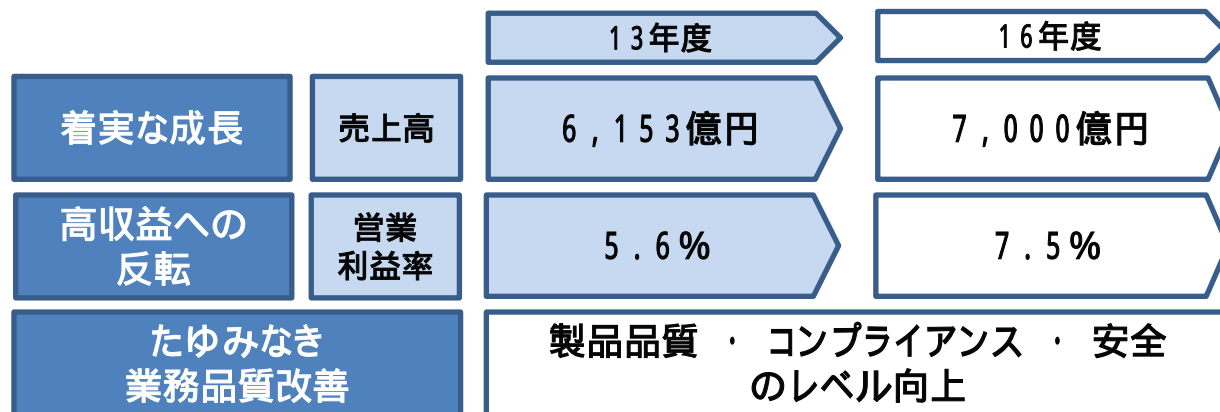 13年度
16年度
着実な成長
売上高
6,153億円
7,000億円
高収益への
反転
営業
利益率
5.6%
7.5%
たゆみなき
業務品質改善
製品品質 ・ コンプライアンス ・ 安全
のレベル向上